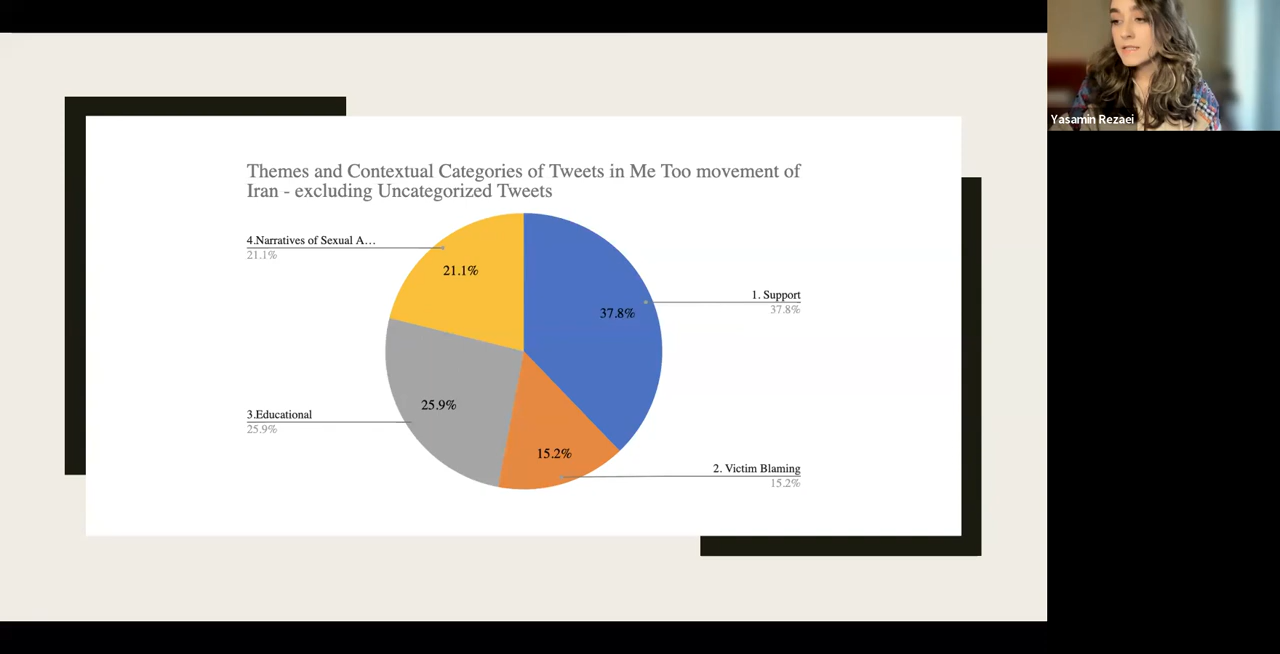 Yasamin Rezaei
Themes and Contextual Categories of Tweets in Me Too movement of
Iran - excluding Uncategorized Tweets
4.Narratives of Sexual A…
21.1%
21.1%
1. Support
37.8%
37.8%
3.Educational
25.9%
25.9%
2. Victim Blaming
15.2%
15.2%